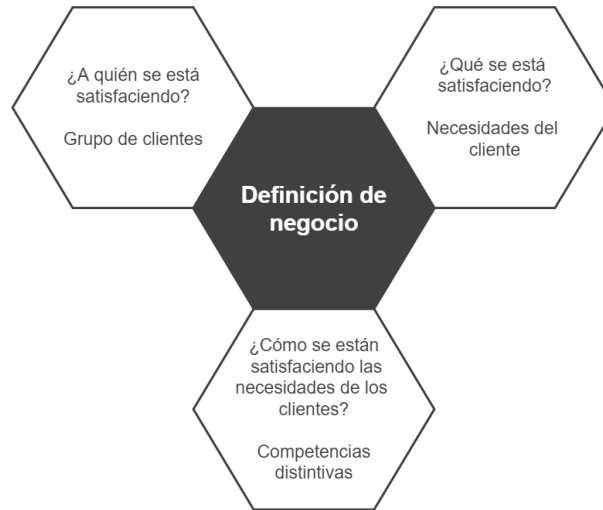 ¿A quién se está
satisfaciendo?
Grupo de clientes
¿Qué se está
satisfaciendo?
Necesidades del
cliente
Definición de
negocio
¿Cómo se están
satisfaciendo las
necesidades de los
clientes?
Competencias
distintivas